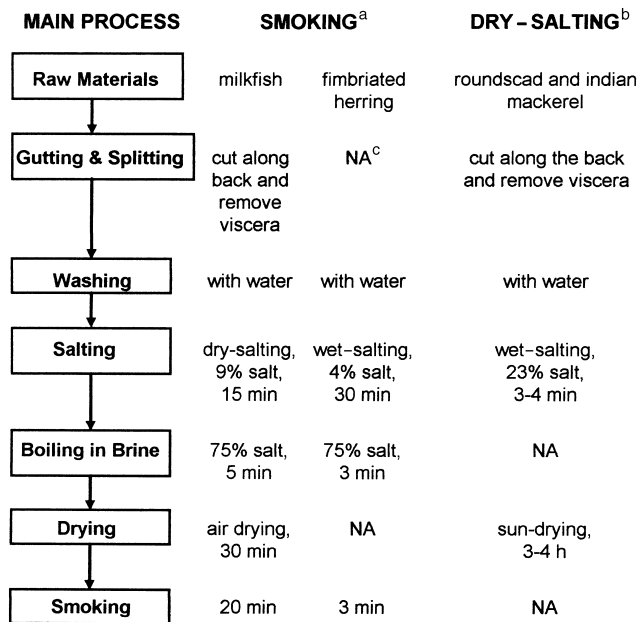 MAIN PROCESS SMOKINGa DRY – SALTINGb
Raw Materials milkfish fimbriated roundscad and indian
herring mackerel
Gutting & Splitting cut along NAc cut along the back
back and and remove viscera
remove
viscera
Washing with water with water with water
Salting dry-salting, wet–salting, wet–salting,
9% salt, 4% salt, 23% salt,
15 min 30 min 3-4 min
Boiling in Brine 75% salt, 75% salt, NA
5 min 3 min
Drying air drying, NA sun-drying,
30 min 3-4 h
Smoking 20 min 3 min NA